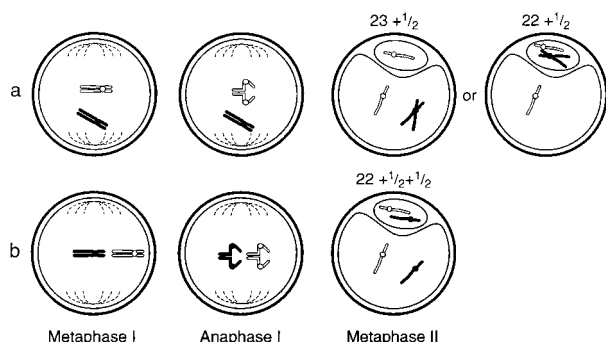 23 +1/2
22 +1/2
a
or
22 +1/2+1/2
b
Metaphase I
Anaphase I
Metaphase II